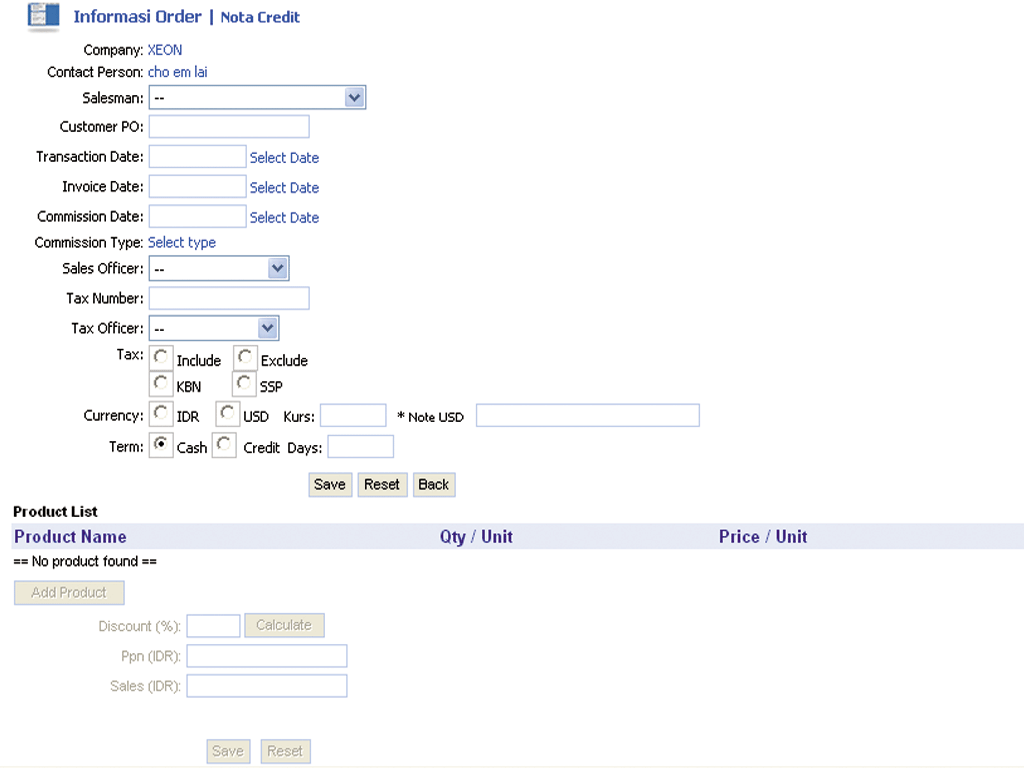 Informasi Order | Nota Credit
Company: XEON
Contact Person: cho em lai
Salesman: --
Customer PO:
Transaction Date: Select Date
Invoice Date: Select Date
Commission Date: Select Date
Commission Type: Select type
Sales Officer: --
Tax Number:
Tax Officer: --
Tax: Include Exclude
KBN SSP
Currency: IDR USD Kurs: * Note USD
Term: Cash Credit Days:
Save Reset Back
Product List
Product Name Qty / Unit Price / Unit
== No product found ==
Add Product
Discount (%): Calculate
Ppn (IDR):
Sales (IDR):
Save Reset